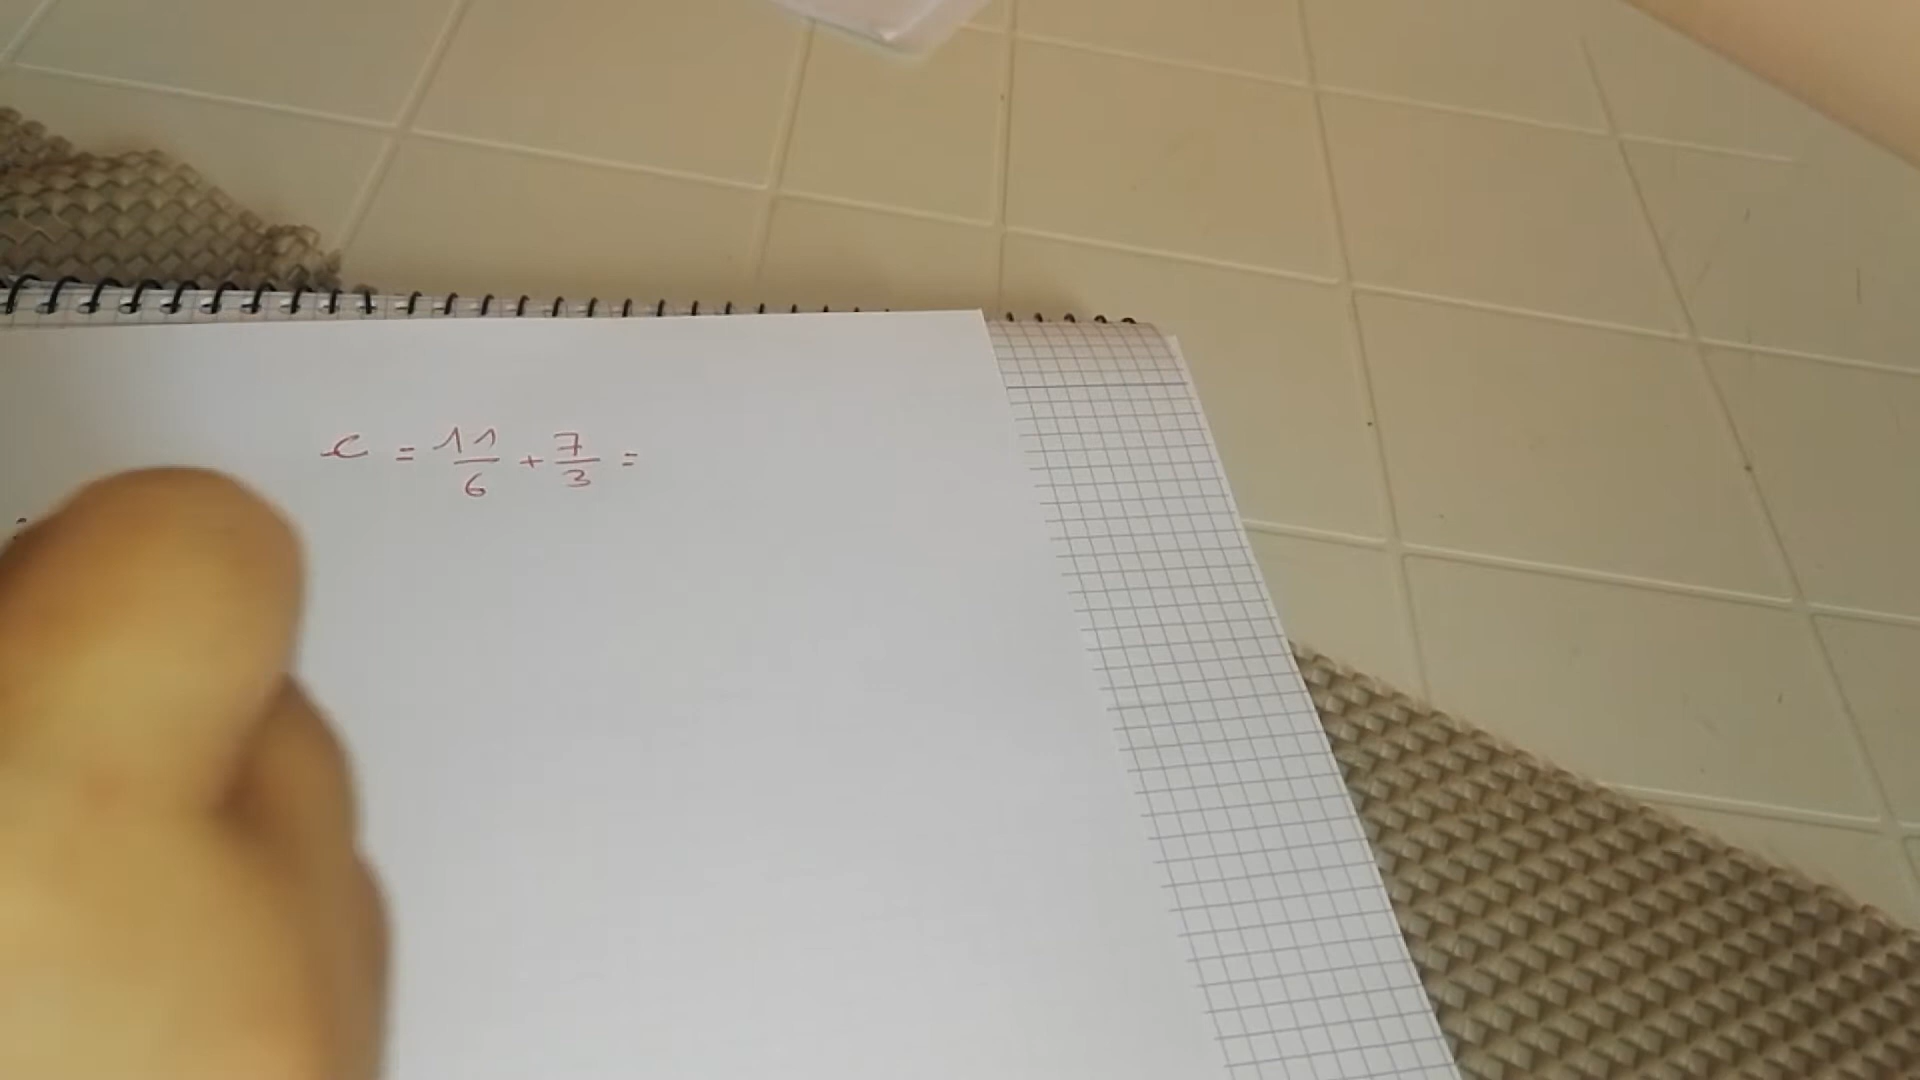 C = 11/6 + 7/3 =